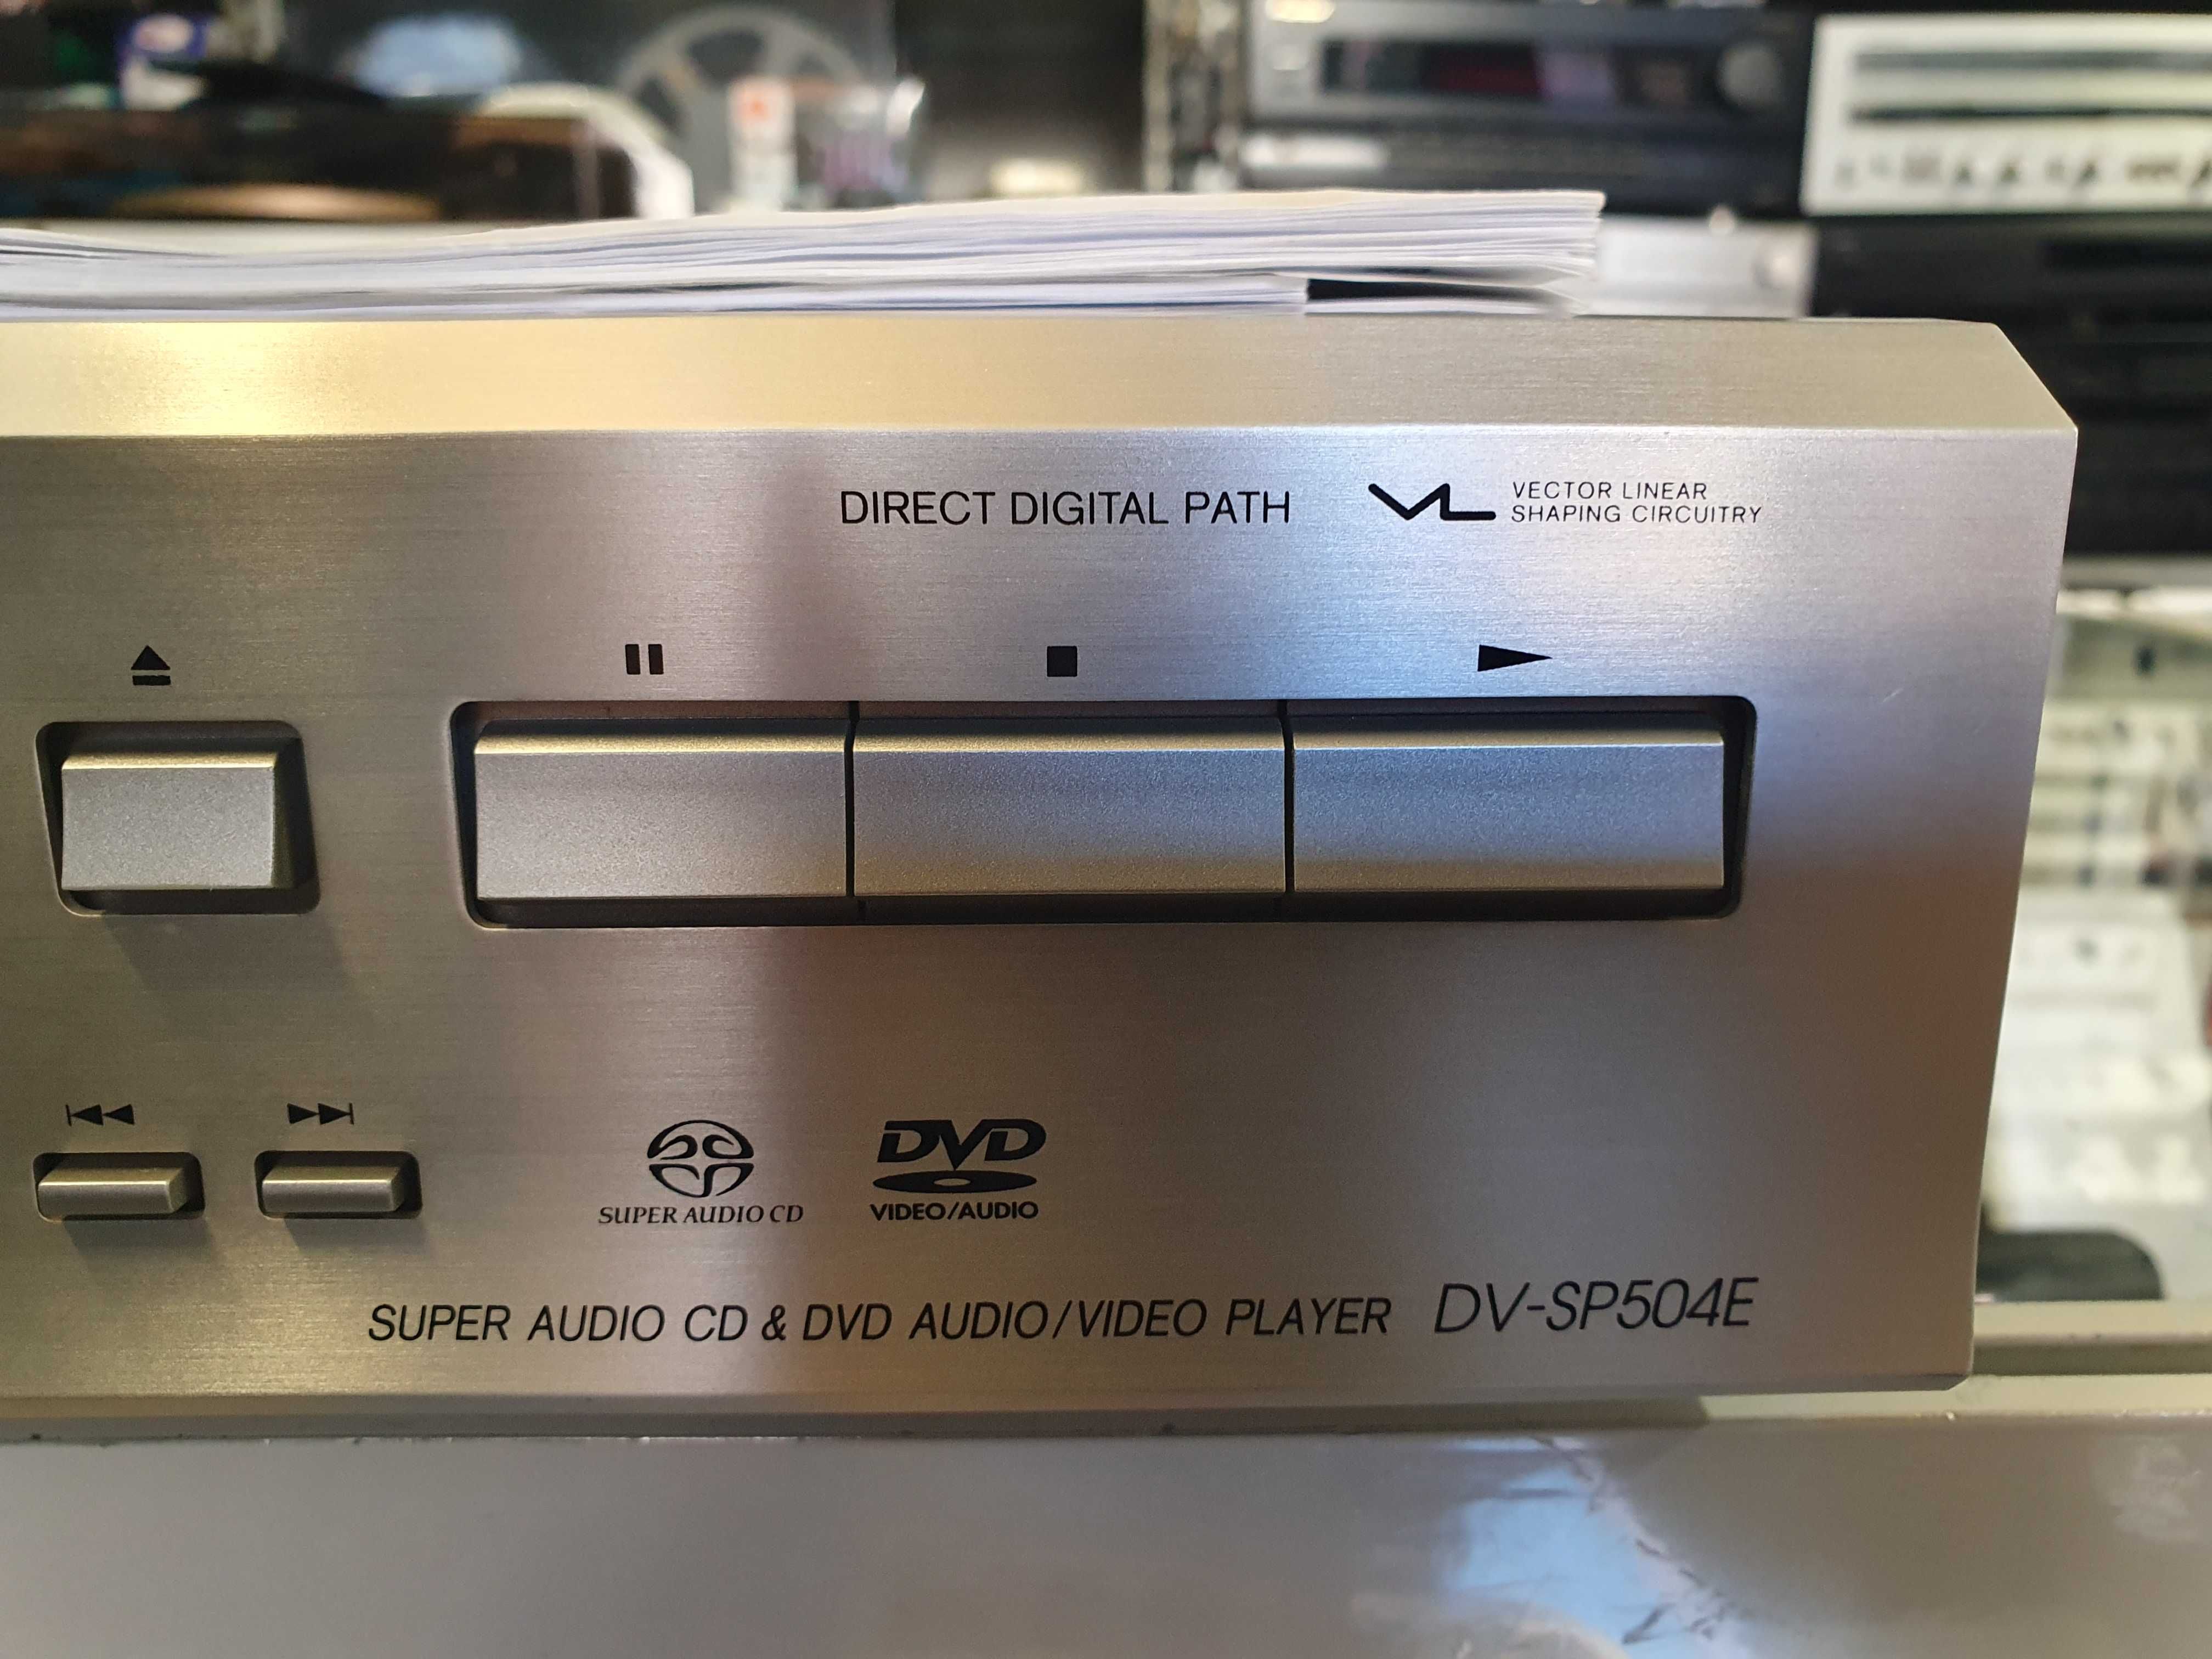 DIRECT DIGITAL PATH
VECTOR LINEAR
SHAPING CIRCUITRY
SUPER AUDIO CD
DVD
VIDEO/AUDIO
SUPER AUDIO CD & DVD AUDIO/VIDEO PLAYER DV-SP504E